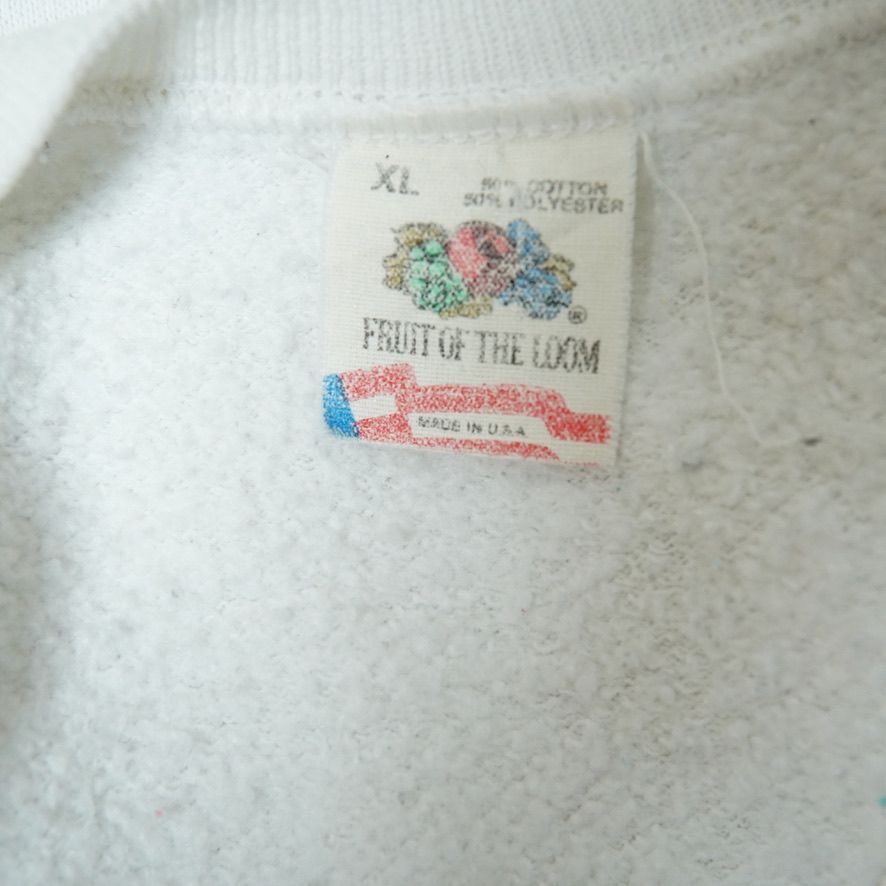 XL
50% COTTON
50% POLYESTER
®
FRUIT OF THE LOOM
MADE IN U.S.A